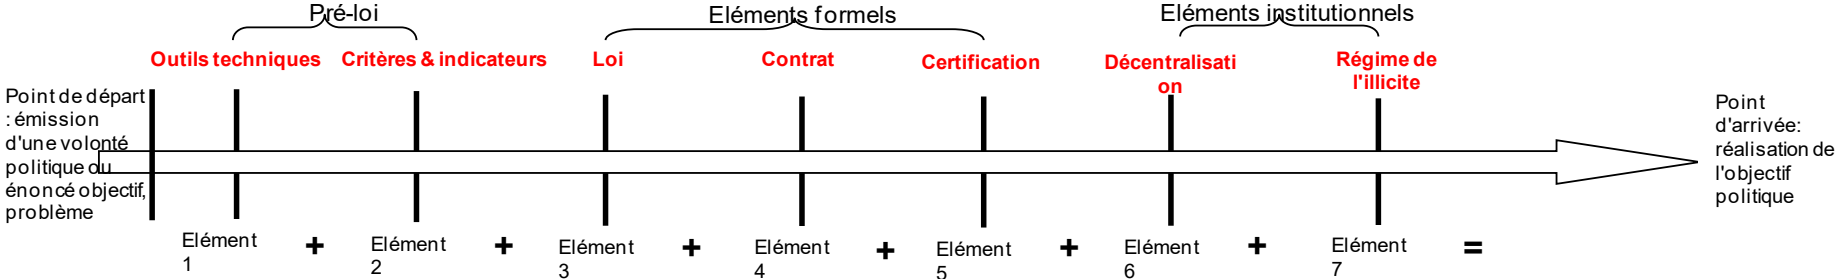 Pré-loi
Eléments formels
Eléments institutionnels
Outils techniques
Critères & indicateurs
Loi
Contrat
Certification
Décentralisati
on
Régime de
l'illicite
Point de départ
: émission
d'une volonté
politique ou
énoncé objectif,
problème
Point
d'arrivée:
réalisation de
l'objectif
politique
Elément
1
+
Elément
2
+
Elément
3
+
Elément
4
+
Elément
5
+
Elément
6
+
Elément
7
=